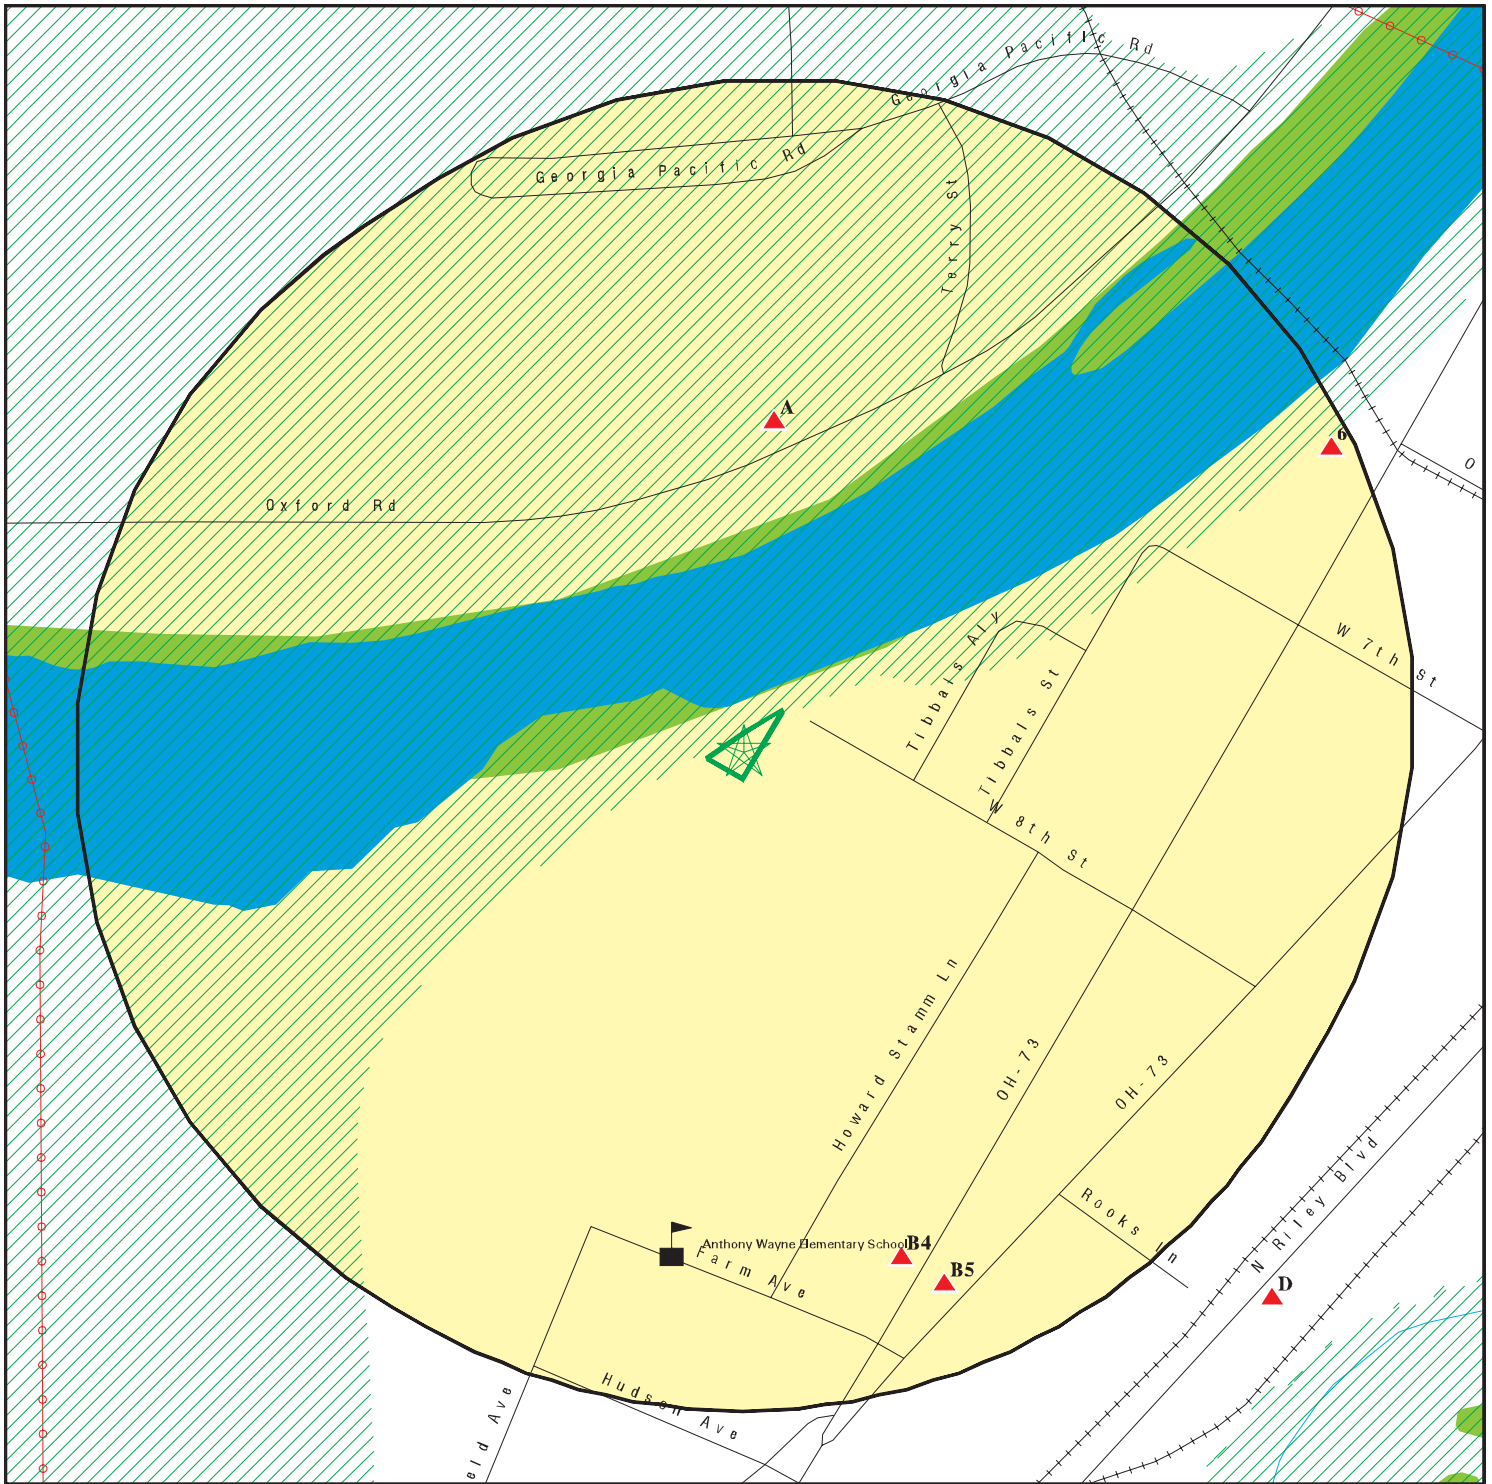 Georgia Pacific Rd
Georgia Pacific Rd
Terry St
A
6
O
Oxford Rd
W 7th St
Tibbals Aly
Tibbals St
W 8th St
Howard Stamm Ln
OH-73
OH-73
N Riley Blvd
Rooks Ln
Anthony Wayne Elementary School
B4
Farm Ave
B5
D
Hudson Ave
eld Ave